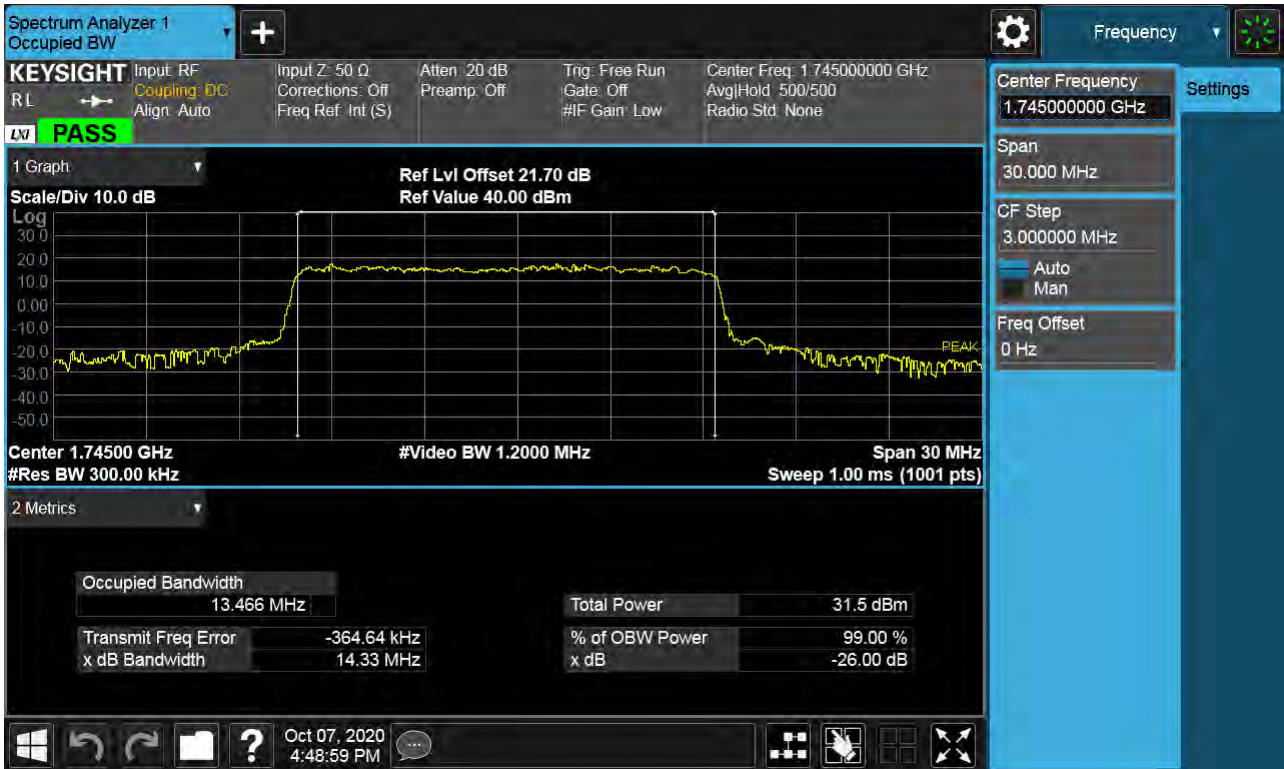 Spectrum Analyzer 1
Occupied BW
+
Frequency
KEYSIGHT
RL
LXI
PASS
Input: RF
Coupling: DC
Align: Auto
Input Z: 50 Ω
Corrections: Off
Freq Ref: Int (S)
Atten: 20 dB
Preamp: Off
Trig: Free Run
Gate: Off
#IF Gain: Low
Center Freq: 1.745000000 GHz
Avg|Hold: 500/500
Radio Std: None
1 Graph
Scale/Div 10.0 dB
Ref Lvl Offset 21.70 dB
Ref Value 40.00 dBm
Log
30.0
20.0
10.0
0.00
-10.0
-20.0
-30.0
-40.0
-50.0
PEAK
Center 1.74500 GHz
#Video BW 1.2000 MHz
Span 30 MHz
#Res BW 300.00 kHz
Sweep 1.00 ms (1001 pts)
2 Metrics
Occupied Bandwidth
13.466 MHz
Total Power 31.5 dBm
Transmit Freq Error -364.64 kHz
% of OBW Power 99.00 %
x dB Bandwidth 14.33 MHz
x dB -26.00 dB
Center Frequency
1.745000000 GHz
Settings
Span
30.000 MHz
CF Step
3.000000 MHz
Auto
Man
Freq Offset
0 Hz
?
Oct 07, 2020
4:48:59 PM